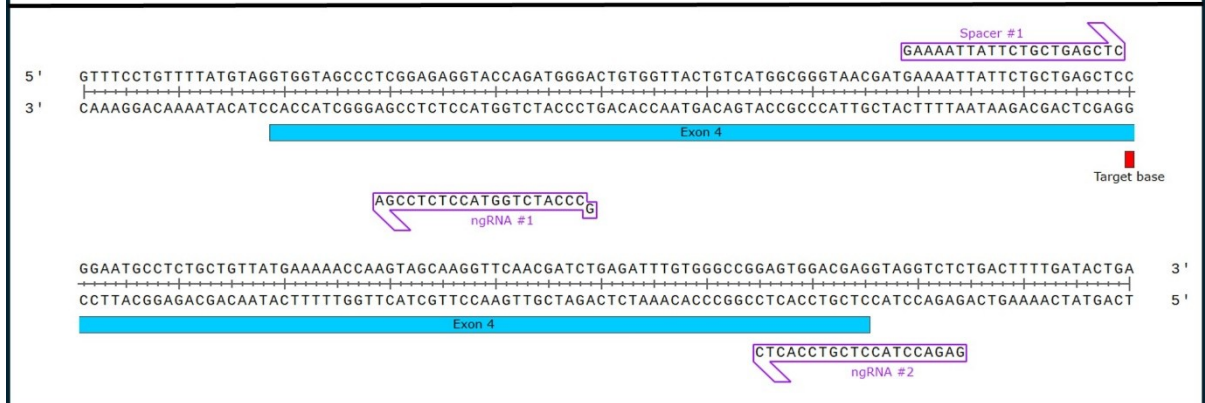 Spacer #1
GAAAATTATTCTGCTGAGCTC
5' GTTTCCTGTTTTATGTAGGTGGTAGCCCTCGGAGAGGTACCAGATGGGACTGTGGTTACTGTCATGGCGGGTAACGATGAAAATTATTCTGCTGAGCTCC
3' CAAAGGACAAAATACATCCACCATCGGGAGCCTCTCCATGGTCTACCCTGACACCAATGACAGTACCGCCCATTGCTACTTTTAATAAGACGACTCGAGG
Exon 4
Target base
AGCCTCTCCATGGTCTACCCG
ngRNA #1
GGAATGCCTCTGCTGTTATGAAAAACCAAGTAGCAAGGTTCAACGATCTGAGATTTGTGGGCCGGAGTGGACGAGGTAGGTCTCTGACTTTTGATACTGA 3'
CCTTACGGAGACGACAATACTTTTTGGTTCATCGTTCCAAGTTGCTAGACTCTAAACACCCGGCCTCACCTGCTCCATCCAGAGACTGAAAACTATGACT 5'
Exon 4
CTCACCTGCTCCATCCAGAG
ngRNA #2